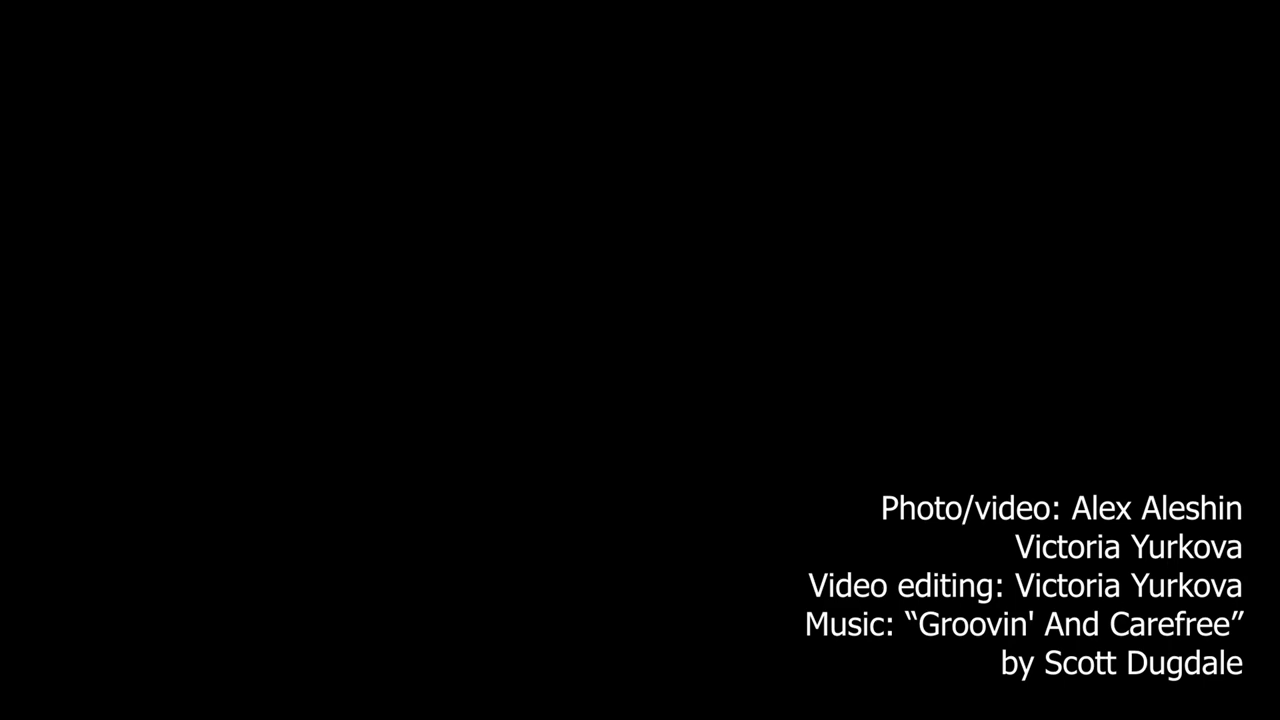 Photo/video: Alex Aleshin
Victoria Yurkova
Video editing: Victoria Yurkova
Music: “Groovin' And Carefree”
by Scott Dugdale